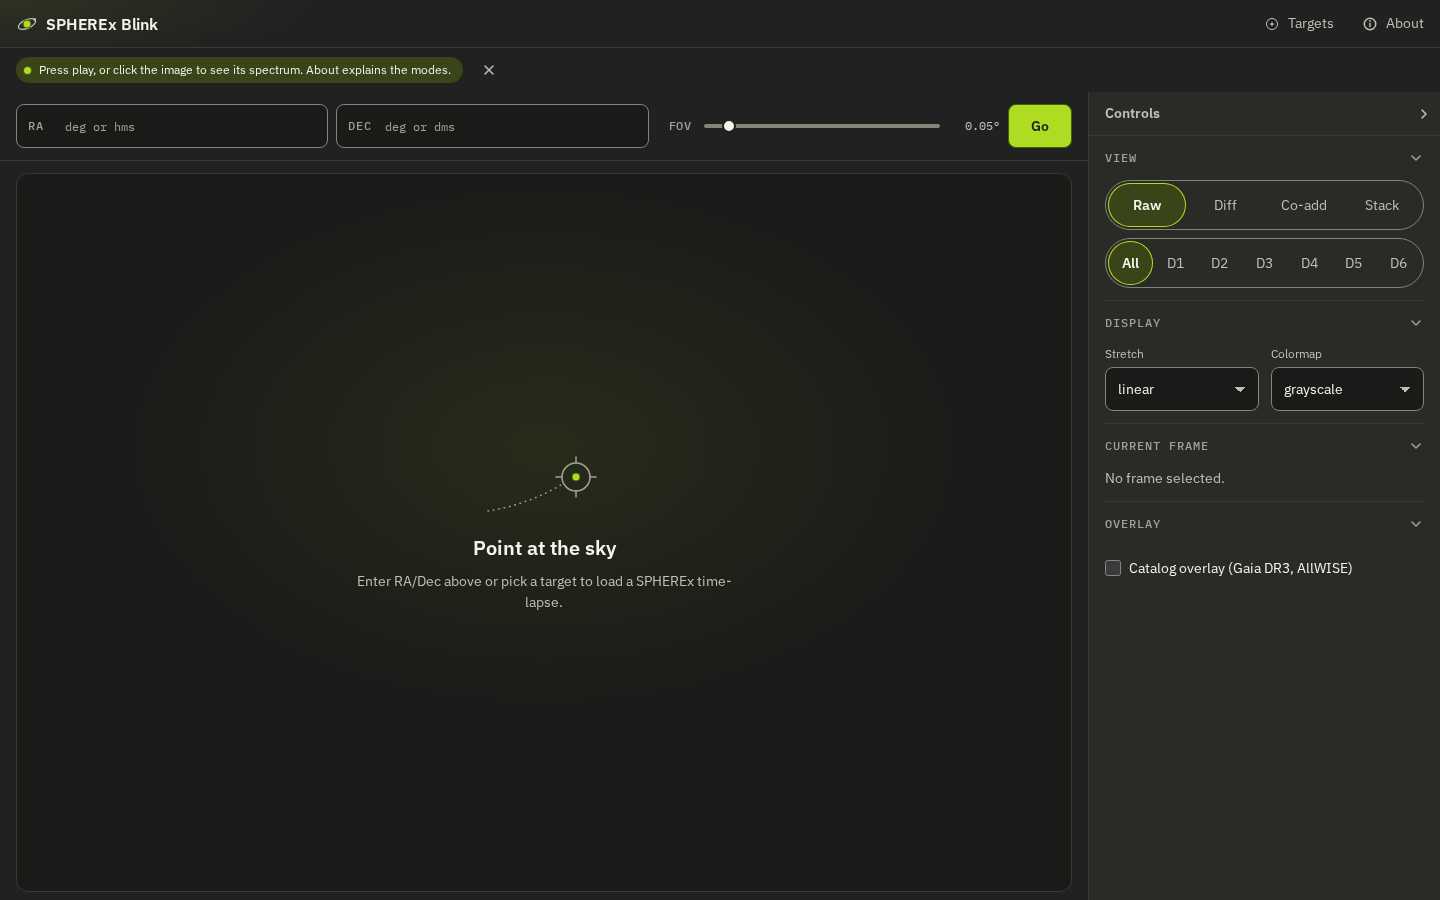 SPHEREx Blink
Targets
About
Press play, or click the image to see its spectrum. About explains the modes.
RA deg or hms
DEC deg or dms
FOV 0.05°
Go
Point at the sky
Enter RA/Dec above or pick a target to load a SPHEREx time-
lapse.
Controls
VIEW
Raw Diff Co-add Stack
All D1 D2 D3 D4 D5 D6
DISPLAY
Stretch Colormap
linear grayscale
CURRENT FRAME
No frame selected.
OVERLAY
Catalog overlay (Gaia DR3, AllWISE)